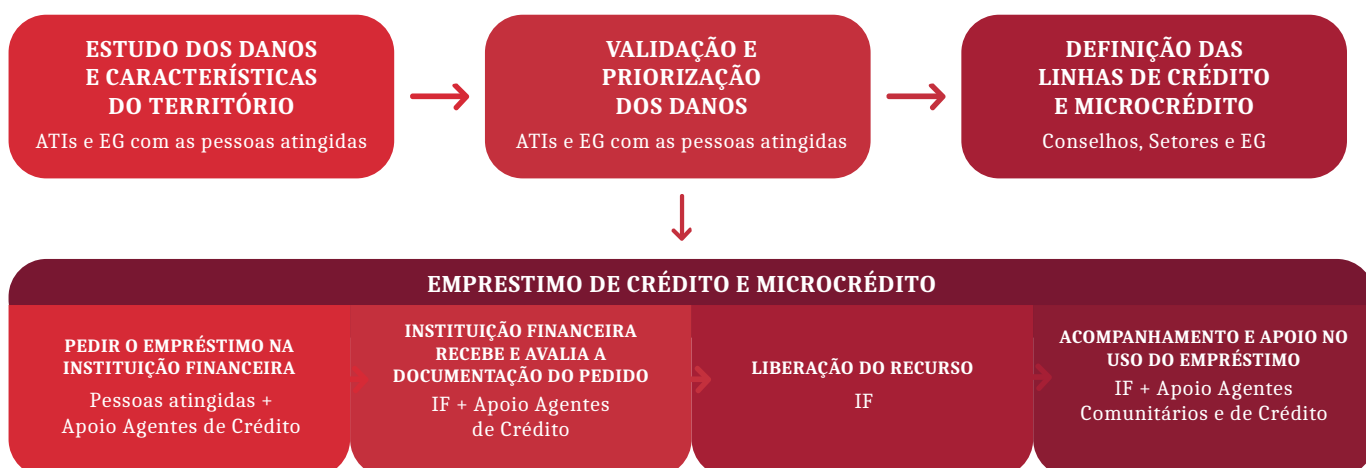 ESTUDO DOS DANOS
E CARACTERÍSTICAS
DO TERRITÓRIO
ATIs e EG com as pessoas atingidas
VALIDAÇÃO E
PRIORIZAÇÃO
DOS DANOS
ATIs e EG com as pessoas atingidas
DEFINIÇÃO DAS
LINHAS DE CRÉDITO
E MICROCRÉDITO
Conselhos, Setores e EG
EMPRESTIMO DE CRÉDITO E MICROCRÉDITO
PEDIR O EMPRÉSTIMO NA
INSTITUIÇÃO FINANCEIRA
Pessoas atingidas +
Apoio Agentes de Crédito
INSTITUIÇÃO FINANCEIRA
RECEBE E AVALIA A
DOCUMENTAÇÃO DO PEDIDO
IF + Apoio Agentes
de Crédito
LIBERAÇÃO DO RECURSO
IF
ACOMPANHAMENTO E APOIO NO
USO DO EMPRÉSTIMO
IF + Apoio Agentes
Comunitários e de Crédito